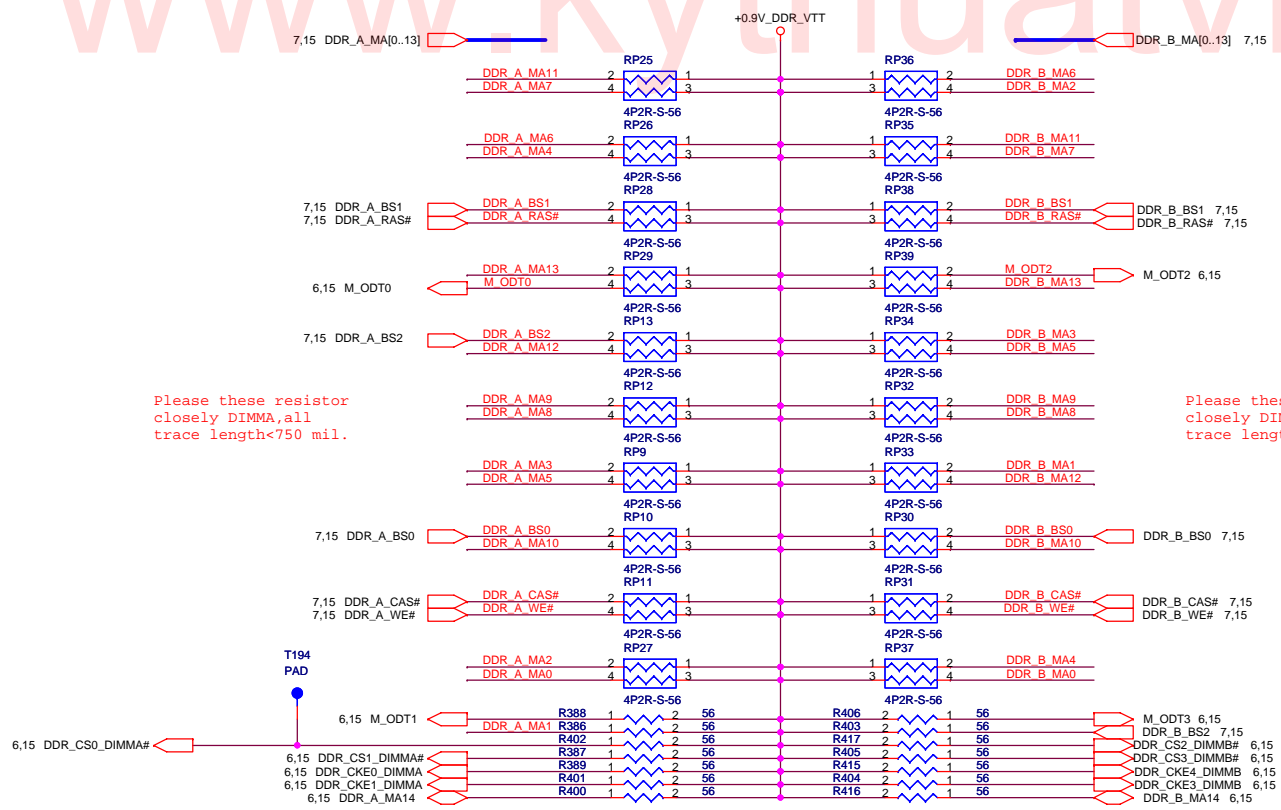 www.kythuatvi
+0.9V_DDR_VTT
7,15 DDR_A_MA[0..13] DDR_B_MA[0..13] 7,15
RP25 RP36
DDR_A_MA11 2 1 1 2 DDR_B_MA6
DDR_A_MA7 4 3 3 4 DDR_B_MA2
4P2R-S-56 4P2R-S-56
RP26 RP35
DDR_A_MA6 2 1 1 2 DDR_B_MA11
DDR_A_MA4 4 3 3 4 DDR_B_MA7
4P2R-S-56 4P2R-S-56
RP28 RP38
7,15 DDR_A_BS1 DDR_A_BS1 2 1 1 2 DDR_B_BS1 DDR_B_BS1 7,15
7,15 DDR_A_RAS# DDR_A_RAS# 4 3 3 4 DDR_B_RAS# DDR_B_RAS# 7,15
4P2R-S-56 4P2R-S-56
RP29 RP39
DDR_A_MA13 2 1 1 2 M_ODT2 M_ODT2 6,15
6,15 M_ODT0 M_ODT0 4 3 3 4 DDR_B_MA13
4P2R-S-56 4P2R-S-56
RP13 RP34
7,15 DDR_A_BS2 DDR_A_BS2 2 1 1 2 DDR_B_MA3
DDR_A_MA12 4 3 3 4 DDR_B_MA5
4P2R-S-56 4P2R-S-56
RP12 RP32
DDR_A_MA9 2 1 1 2 DDR_B_MA9
DDR_A_MA8 4 3 3 4 DDR_B_MA8
Please these resistor
closely DIMMA,all
trace length<750 mil.
Please thes
closely DIM
trace lengt
4P2R-S-56 4P2R-S-56
RP9 RP33
DDR_A_MA3 2 1 1 2 DDR_B_MA1
DDR_A_MA5 4 3 3 4 DDR_B_MA12
4P2R-S-56 4P2R-S-56
RP10 RP30
7,15 DDR_A_BS0 DDR_A_BS0 2 1 1 2 DDR_B_BS0 DDR_B_BS0 7,15
DDR_A_MA10 4 3 3 4 DDR_B_MA10
4P2R-S-56 4P2R-S-56
RP11 RP31
7,15 DDR_A_CAS# DDR_A_CAS# 2 1 1 2 DDR_B_CAS# DDR_B_CAS# 7,15
7,15 DDR_A_WE# DDR_A_WE# 4 3 3 4 DDR_B_WE# DDR_B_WE# 7,15
4P2R-S-56 4P2R-S-56
RP27 RP37
DDR_A_MA2 2 1 1 2 DDR_B_MA4
DDR_A_MA0 4 3 3 4 DDR_B_MA0
4P2R-S-56 4P2R-S-56
T194
PAD
6,15 M_ODT1 R388 1 2 56 R406 2 1 56 M_ODT3 6,15
DDR_A_MA1 R386 1 2 56 R403 2 1 56 DDR_B_BS2 7,15
6,15 DDR_CS0_DIMMA# R402 1 2 56 R417 2 1 56 DDR_CS2_DIMMB# 6,15
6,15 DDR_CS1_DIMMA# R387 1 2 56 R405 2 1 56 DDR_CS3_DIMMB# 6,15
6,15 DDR_CKE0_DIMMA R389 1 2 56 R415 2 1 56 DDR_CKE4_DIMMB 6,15
6,15 DDR_CKE1_DIMMA R401 1 2 56 R404 2 1 56 DDR_CKE3_DIMMB 6,15
6,15 DDR_A_MA14 R400 1 2 56 R416 2 1 56 DDR_B_MA14 6,15